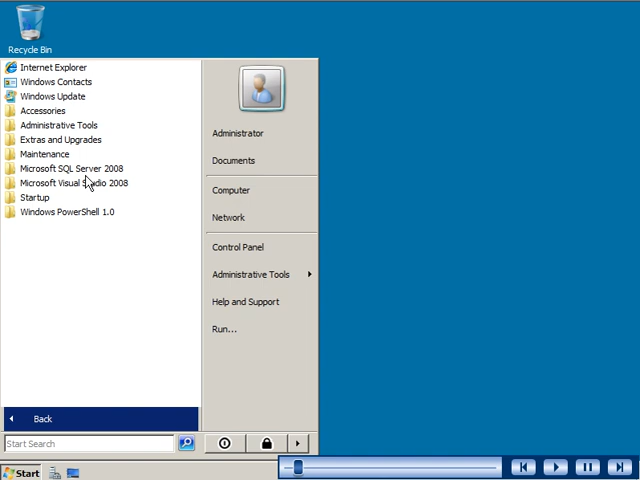 Recycle Bin
Internet Explorer
Windows Contacts
Windows Update
Accessories
Administrative Tools
Extras and Upgrades
Maintenance
Microsoft SQL Server 2008
Microsoft Visual Studio 2008
Startup
Windows PowerShell 1.0
Back
Start Search
Administrator
Documents
Computer
Network
Control Panel
Administrative Tools
Help and Support
Run...
Start